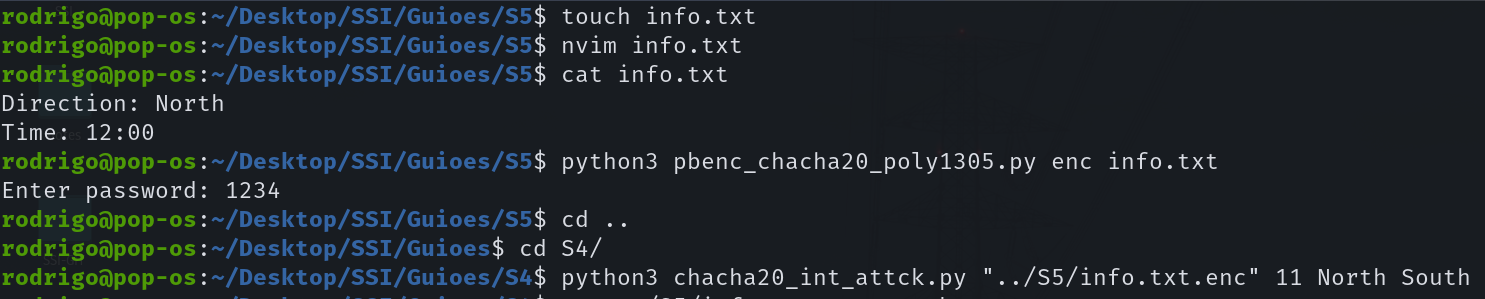 rodrigo@pop-os:~/Desktop/SSI/Guioes/S5$ touch info.txt
rodrigo@pop-os:~/Desktop/SSI/Guioes/S5$ nvim info.txt
rodrigo@pop-os:~/Desktop/SSI/Guioes/S5$ cat info.txt
Direction: North
Time: 12:00
rodrigo@pop-os:~/Desktop/SSI/Guioes/S5$ python3 pbenc_chacha20_poly1305.py enc info.txt
Enter password: 1234
rodrigo@pop-os:~/Desktop/SSI/Guioes/S5$ cd ..
rodrigo@pop-os:~/Desktop/SSI/Guioes$ cd S4/
rodrigo@pop-os:~/Desktop/SSI/Guioes/S4$ python3 chacha20_int_attck.py "../S5/info.txt.enc" 11 North South